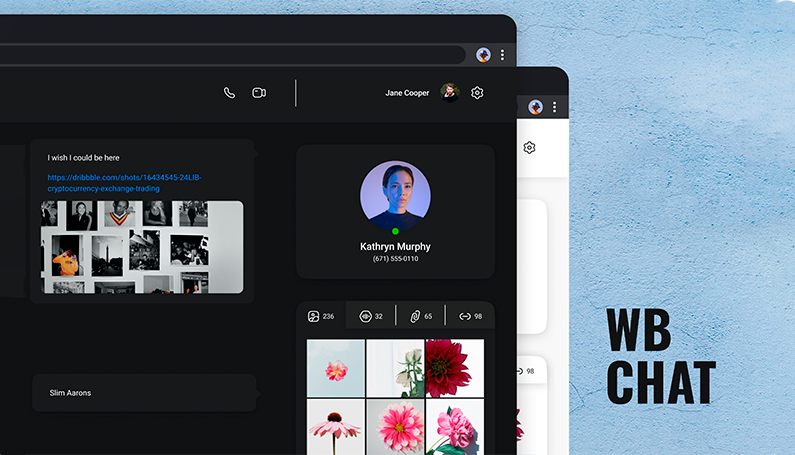 Jane Cooper
I wish I could be here
https://dribbble.com/shots/16434545-24LIB-
cryptocurrency-exchange-trading
Kathryn Murphy
(671) 555-0110
236
32
65
98
98
Slim Aarons
WB
CHAT